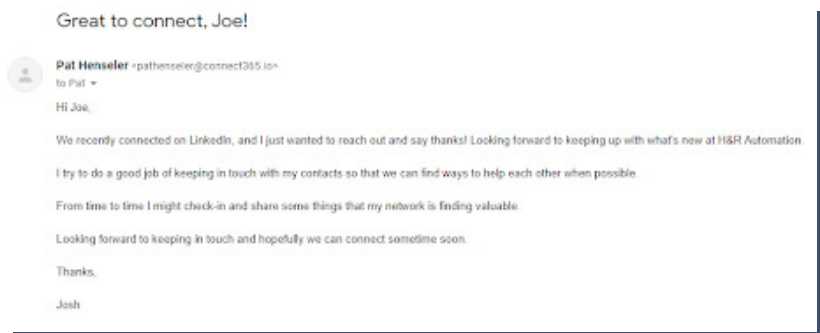 Great to connect, Joe!
Pat Henseler <pathenseler@connect365.io>
to Pat
Hi Joe,
We recently connected on LinkedIn, and I just wanted to reach out and say thanks! Looking forward to keeping up with what's new at H&R Automation.
I try to do a good job of keeping in touch with my contacts so that we can find ways to help each other when possible.
From time to time I might check-in and share some things that my network is finding valuable.
Looking forward to keeping in touch and hopefully we can connect sometime soon.
Thanks,
Josh